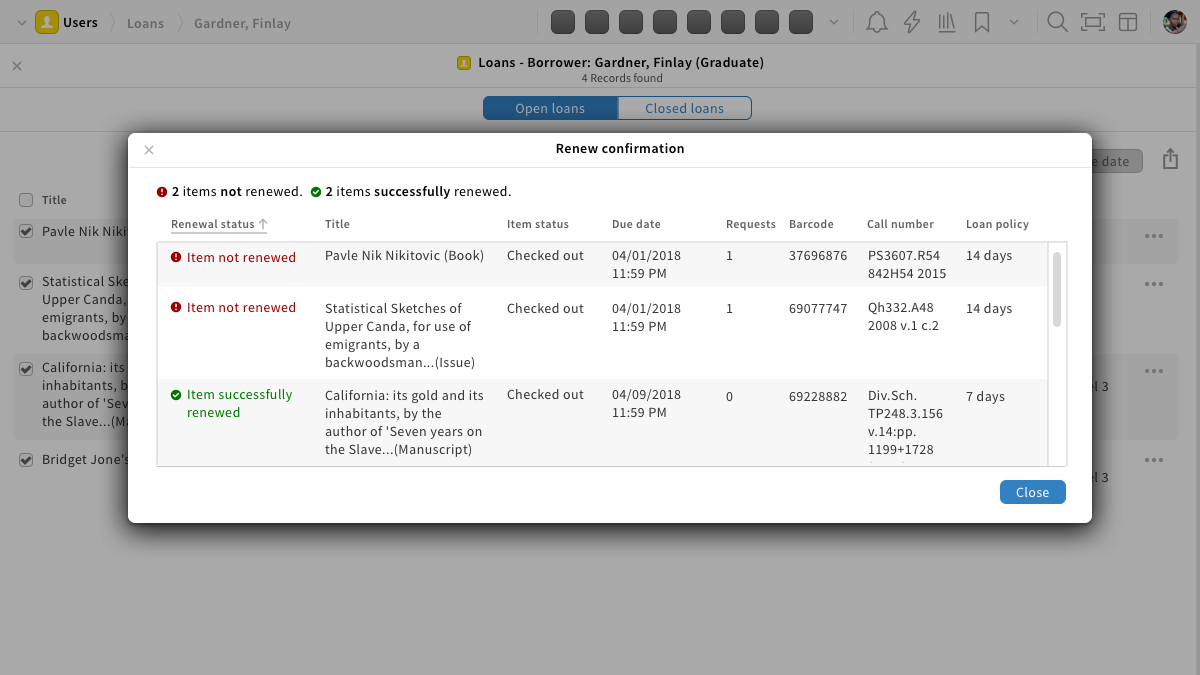 Users Loans Gardner, Finlay
Loans - Borrower: Gardner, Finlay (Graduate)
4 Records found
Open loans Closed loans
date
Title
Pavle Nik Niki
Statistical Ske
Upper Canda,
emigrants, by
backwoodsma
California: its
inhabitants, b
author of 'Sev
the Slave...(M
Bridget Jone's
Renew confirmation
2 items not renewed. 2 items successfully renewed.
Renewal status Title Item status Due date Requests Barcode Call number Loan policy
Item not renewed Pavle Nik Nikitovic (Book) Checked out 04/01/2018 1 37696876 PS3607.R54 14 days
11:59 PM 842H54 2015
Item not renewed Statistical Sketches of Checked out 04/01/2018 1 69077747 Qh332.A48 14 days
Upper Canda, for use of 11:59 PM 2008 v.1 c.2
emigrants, by a
backwoodsman...(Issue)
Item successfully California: its gold and its Checked out 04/09/2018 0 69228882 Div.Sch. 7 days
renewed inhabitants, by the 11:59 PM TP248.3.156
author of 'Seven years on v.14:pp.
the Slave...(Manuscript) 1199+1728
Close
el 3
el 3